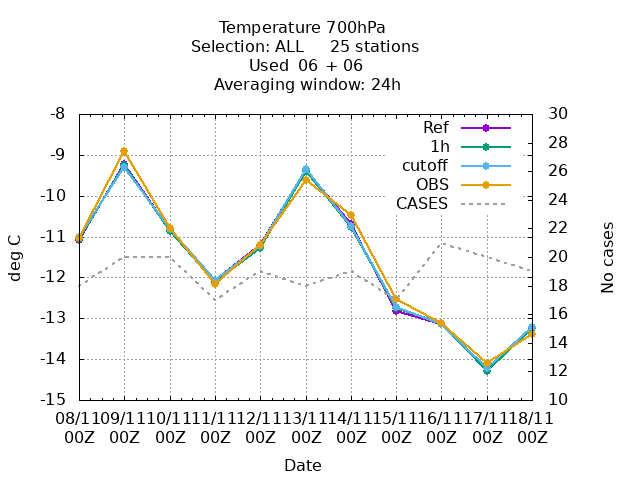 Temperature 700hPa
Selection: ALL     25 stations
Used  06 + 06
Averaging window: 24h
-8
-9
-10
-11
-12
-13
-14
-15
deg C
Ref
1h
cutoff
OBS
CASES
30
28
26
24
22
20
18
16
14
12
10
No cases
08/11 09/11 10/11 11/11 12/11 13/11 14/11 15/11 16/11 17/11 18/11
00Z 00Z 00Z 00Z 00Z 00Z 00Z 00Z 00Z 00Z 00Z
Date